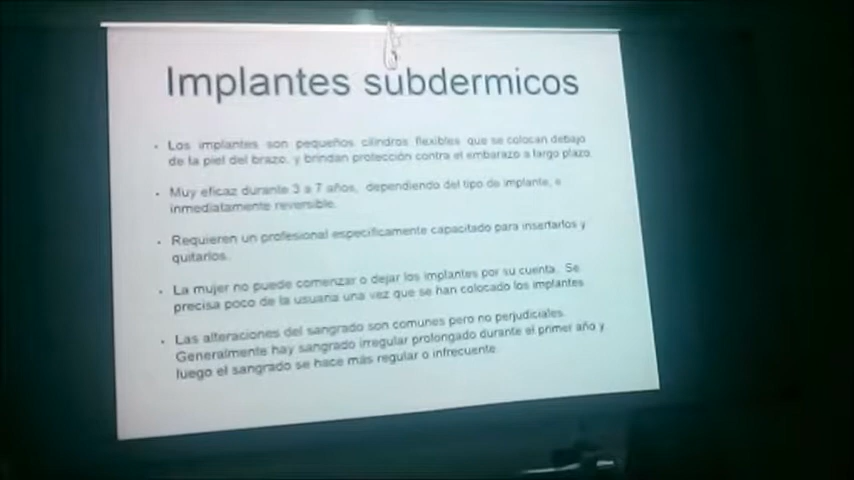 Implantes subdermicos
• Los implantes son pequeños cilindros flexibles que se colocan debajo
de la piel del brazo, y brindan protección contra el embarazo a largo plazo.
• Muy eficaz durante 3 a 7 años, dependiendo del tipo de implante, e
inmediatamente reversible.
• Requieren un profesional específicamente capacitado para insertarlos y
quitarlos.
• La mujer no puede comenzar o dejar los implantes por su cuenta. Se
precisa poco de la usuaria una vez que se han colocado los implantes
• Las alteraciones del sangrado son comunes pero no perjudiciales.
Generalmente hay sangrado irregular prolongado durante el primer año y
luego el sangrado se hace más regular o infrecuente.